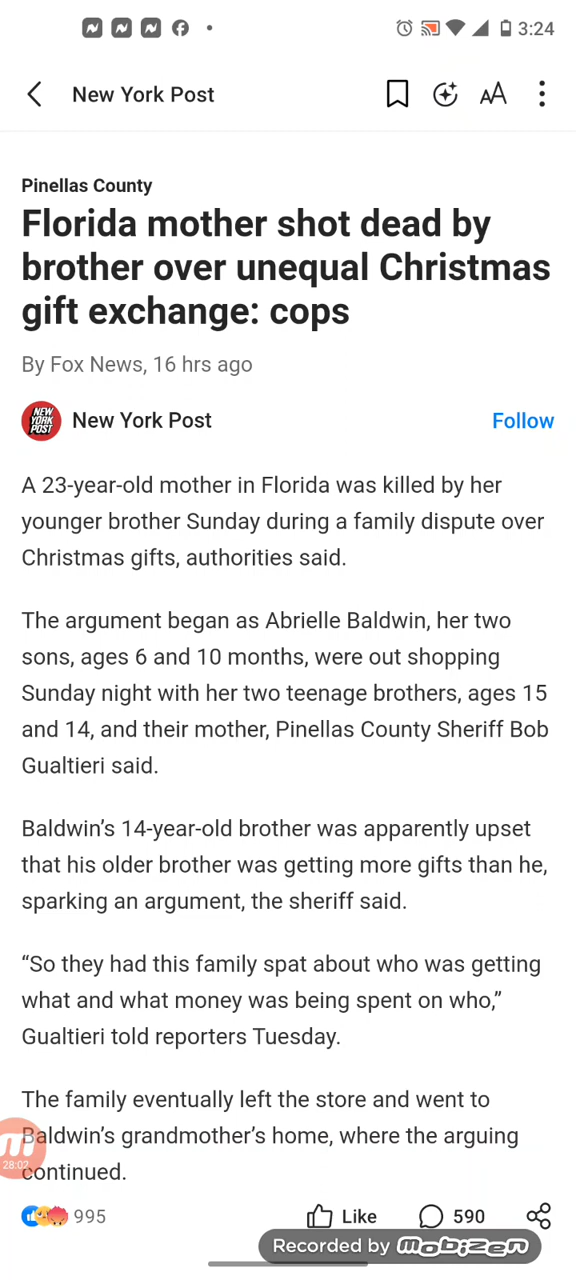 3:24
New York Post
AA
Pinellas County
Florida mother shot dead by
brother over unequal Christmas
gift exchange: cops
By Fox News, 16 hrs ago
NEW YORK POST New York Post Follow
A 23-year-old mother in Florida was killed by her
younger brother Sunday during a family dispute over
Christmas gifts, authorities said.
The argument began as Abrielle Baldwin, her two
sons, ages 6 and 10 months, were out shopping
Sunday night with her two teenage brothers, ages 15
and 14, and their mother, Pinellas County Sheriff Bob
Gualtieri said.
Baldwin’s 14-year-old brother was apparently upset
that his older brother was getting more gifts than he,
sparking an argument, the sheriff said.
“So they had this family spat about who was getting
what and what money was being spent on who,”
Gualtieri told reporters Tuesday.
The family eventually left the store and went to
Baldwin’s grandmother’s home, where the arguing
28:02
continued.
995 Like 590
Recorded by mobizen